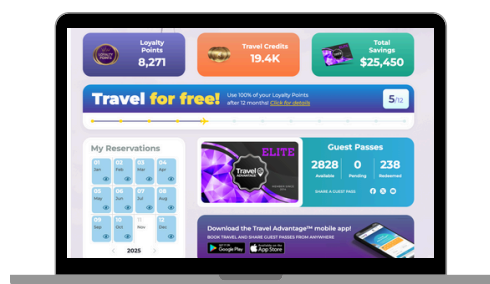 Loyalty
Points
8,271
Travel Credits
19.4K
Total
Savings
$25,450
Travel for free!
Use 100% of your Loyalty Points
after 12 months! Click for details
5/12
My Reservations
01 02 03 04
Jan Feb Mar Apr
05 06 07 08
May Jun Jul Aug
09 10 11 12
Sep Oct Nov Dec
2025
ELITE
Travel
Advantage
Guest Passes
2828 0 238
Available Pending Redeemed
SHARE A GUEST PASS
Download the Travel Advantage™ mobile app!
BOOK TRAVEL AND SHARE GUEST PASSES FROM ANYWHERE
Google Play
App Store